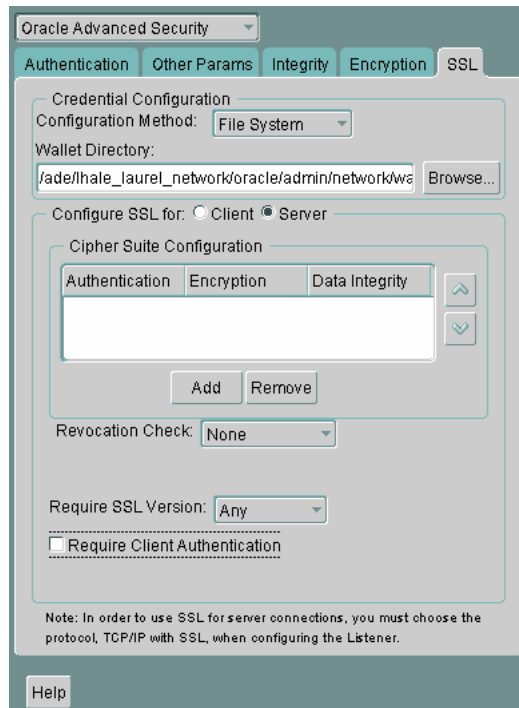 Oracle Advanced Security
Authentication Other Params Integrity Encryption SSL
Credential Configuration
Configuration Method: File System
Wallet Directory:
/ade/lhale_laurel_network/oracle/admin/network/wa Browse...
Configure SSL for: Client Server
Cipher Suite Configuration
Authentication Encryption Data Integrity
Add Remove
Revocation Check: None
Require SSL Version: Any
Require Client Authentication
Note: In order to use SSL for server connections, you must choose the
protocol, TCP/IP with SSL, when configuring the Listener.
Help